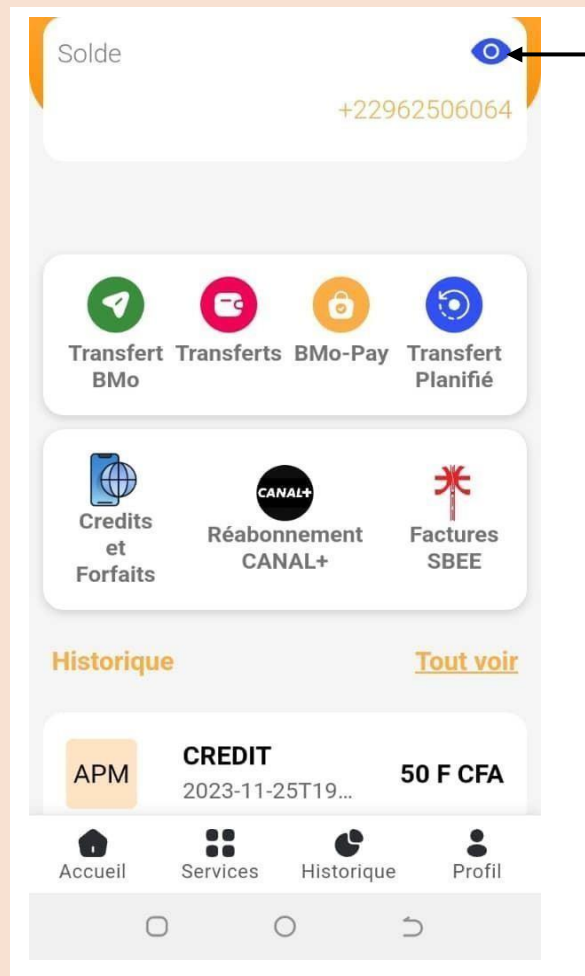 Solde
+22962506064
Transfert BMo
Transferts
BMo-Pay
Transfert Planifié
Credits et Forfaits
CANAL+
Réabonnement CANAL+
Factures SBEE
Historique
Tout voir
APM
CREDIT
2023-11-25T19...
50 F CFA
Accueil
Services
Historique
Profil